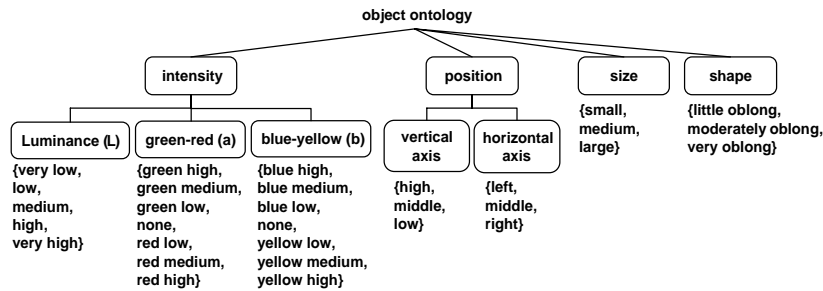 object ontology
intensity
position
size
shape
Luminance (L)
green-red (a)
blue-yellow (b)
vertical
axis
horizontal
axis
{small,
medium,
large}
{little oblong,
moderately oblong,
very oblong}
{very low,
low,
medium,
high,
very high}
{green high,
green medium,
green low,
none,
red low,
red medium,
red high}
{blue high,
blue medium,
blue low,
none,
yellow low,
yellow medium,
yellow high}
{high,
middle,
low}
{left,
middle,
right}